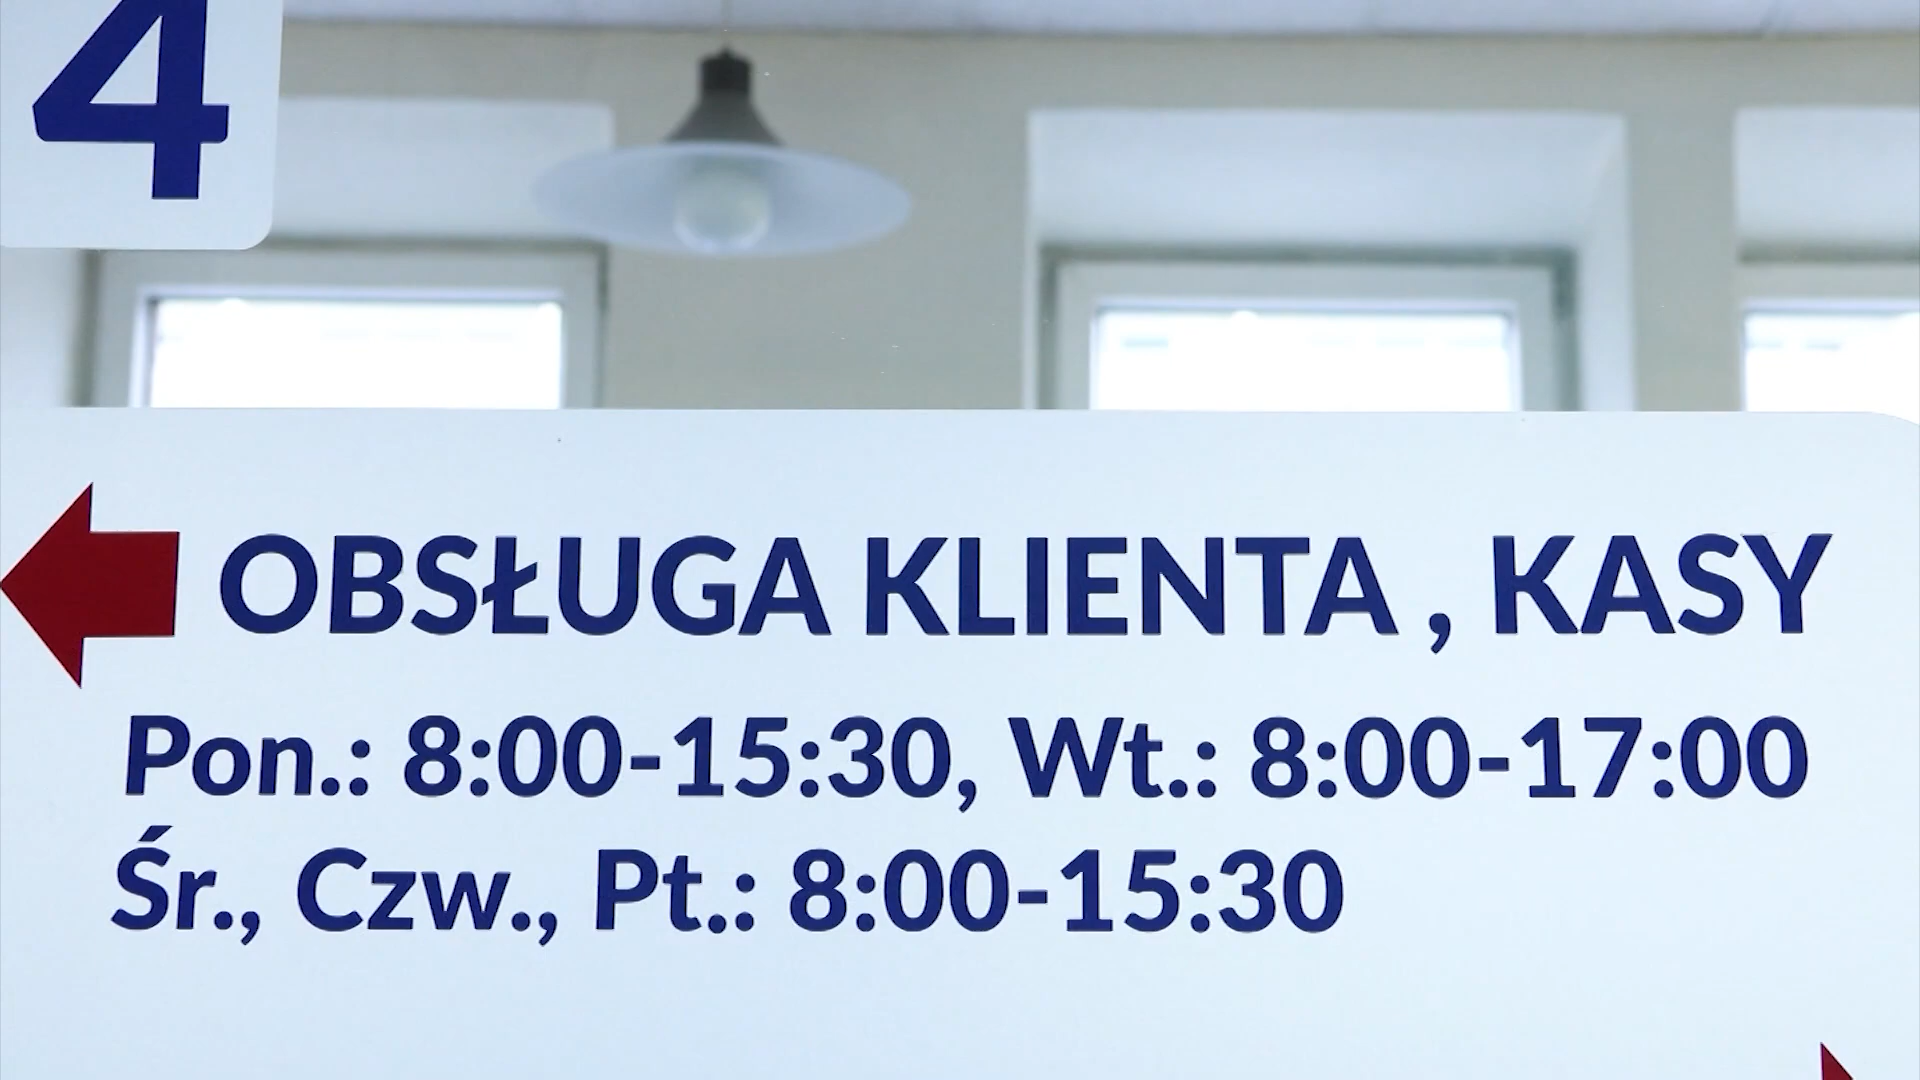 4
OBSŁUGA KLIENTA , KASY
Pon.: 8:00-15:30, Wt.: 8:00-17:00
Śr., Czw., Pt.: 8:00-15:30